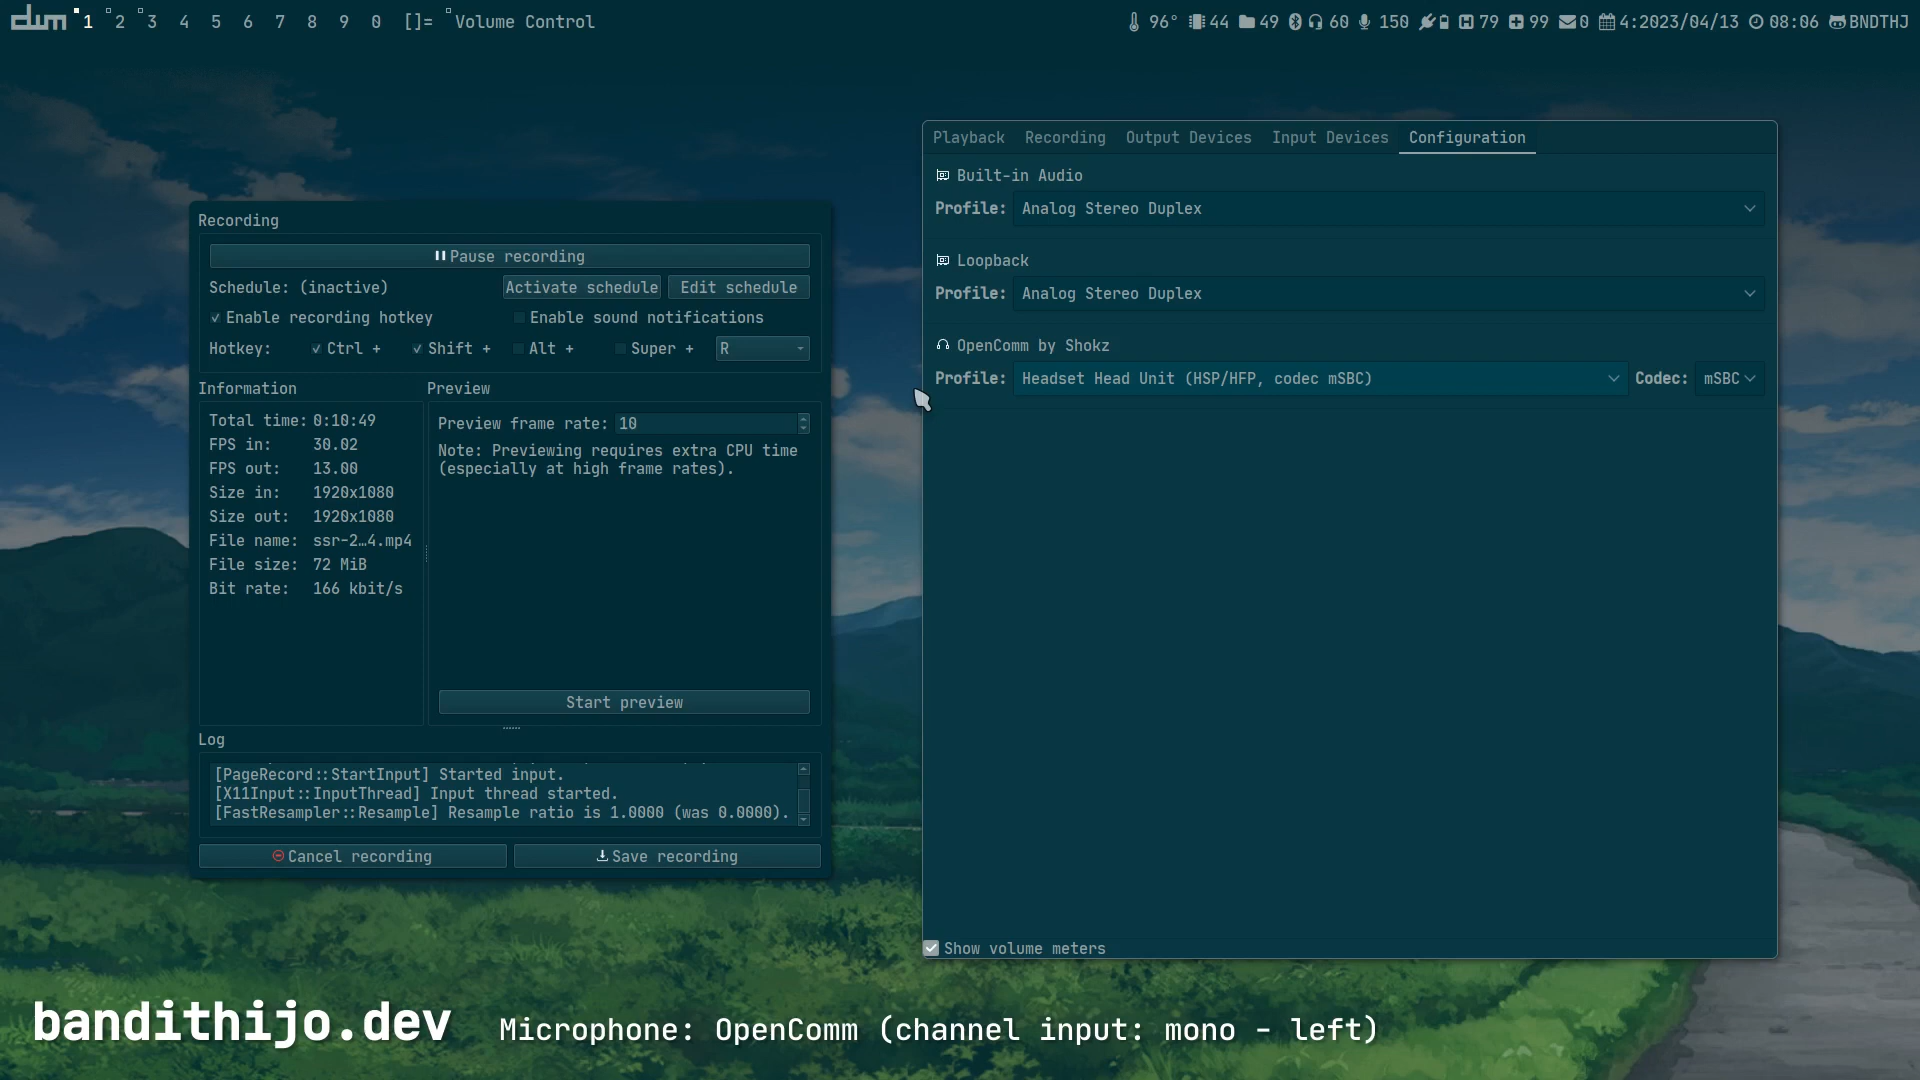 dwm 1 2 3 4 5 6 7 8 9 0 []= Volume Control 96° 44 49 60 150 79 99 0 4:2023/04/13 08:06 BNDTHJ
Recording
Pause recording
Schedule: (inactive) Activate schedule Edit schedule
Enable recording hotkey Enable sound notifications
Hotkey: Ctrl + Shift + Alt + Super + R
Information
Total time: 0:10:49
FPS in: 30.02
FPS out: 13.00
Size in: 1920x1080
Size out: 1920x1080
File name: ssr-2…4.mp4
File size: 72 MiB
Bit rate: 166 kbit/s
Preview
Preview frame rate: 10
Note: Previewing requires extra CPU time
(especially at high frame rates).
Start preview
Log
[PageRecord::StartInput] Started input.
[X11Input::InputThread] Input thread started.
[FastResampler::Resample] Resample ratio is 1.0000 (was 0.0000).
Cancel recording Save recording
Playback Recording Output Devices Input Devices Configuration
Built-in Audio
Profile: Analog Stereo Duplex
Loopback
Profile: Analog Stereo Duplex
OpenComm by Shokz
Profile: Headset Head Unit (HSP/HFP, codec mSBC) Codec: mSBC
Show volume meters
bandithijo.dev Microphone: OpenComm (channel input: mono - left)